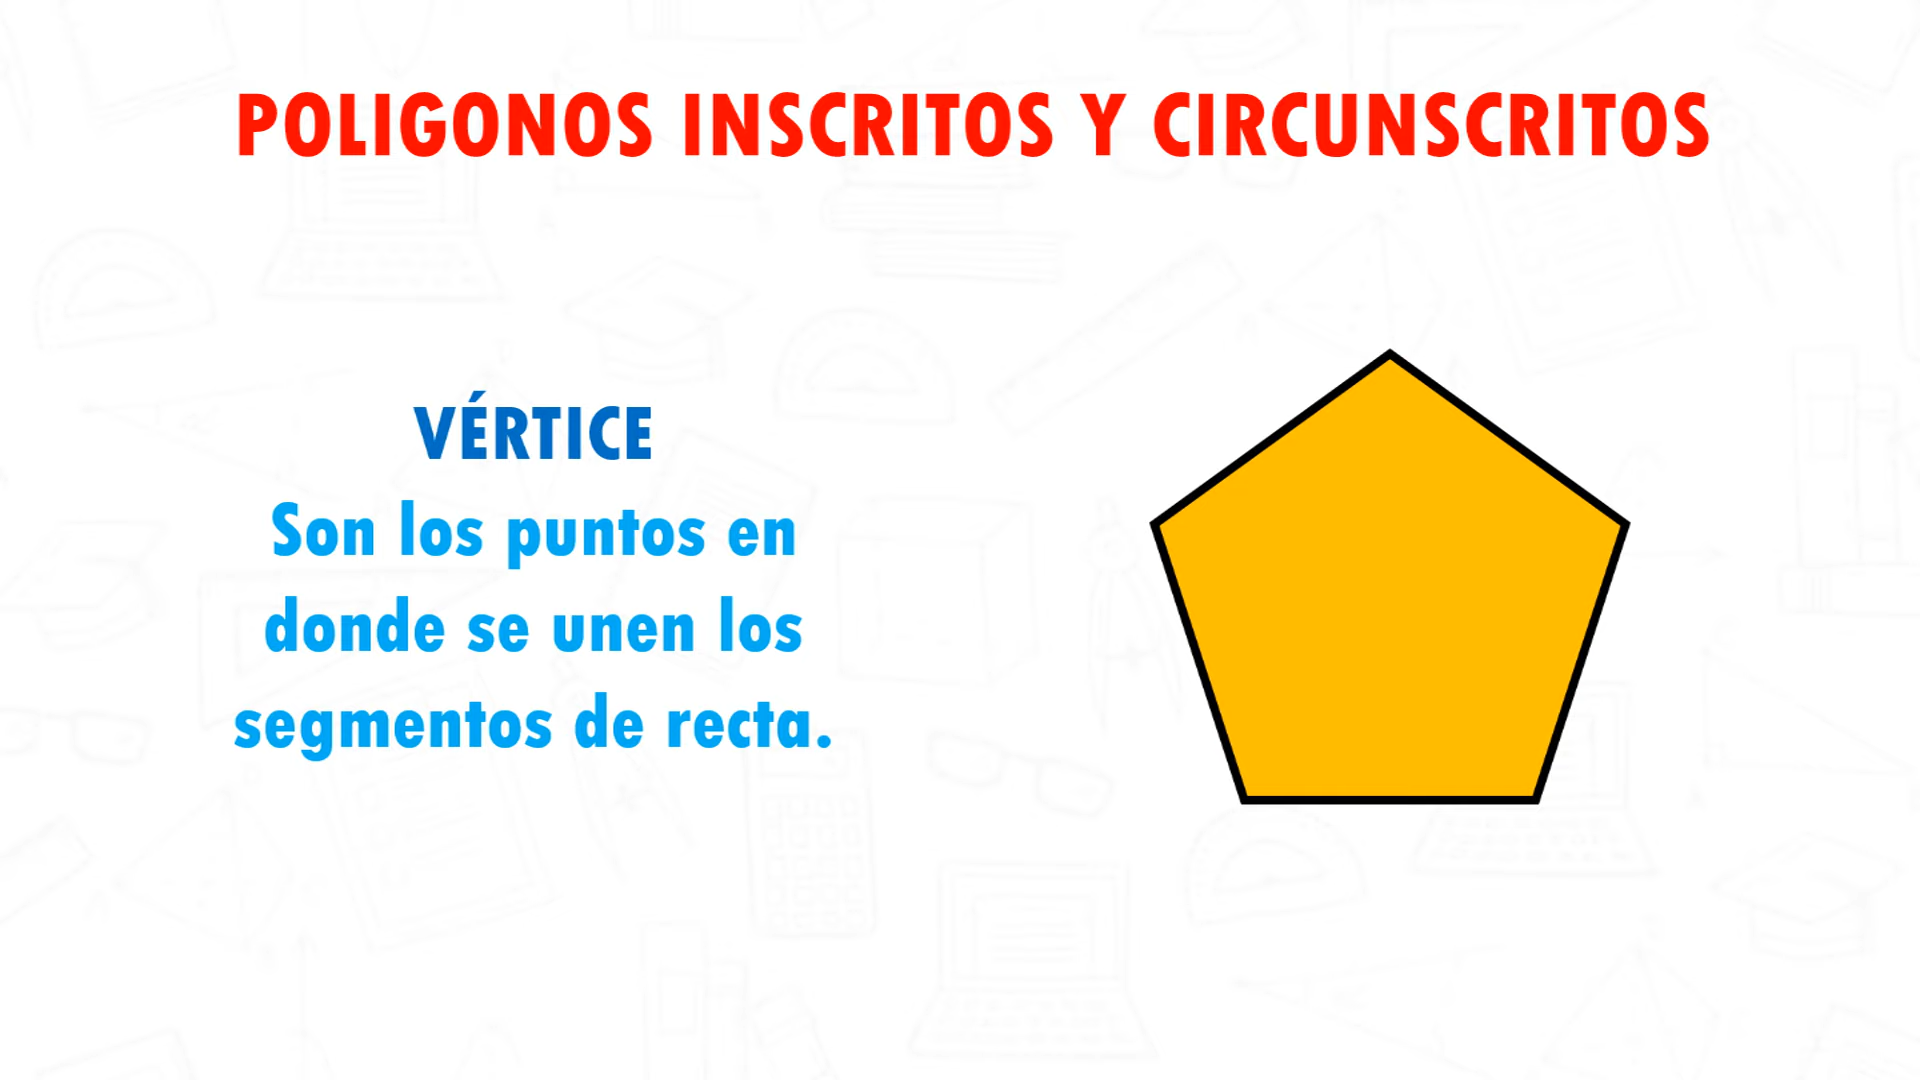 POLIGONOS INSCRITOS Y CIRCUNSCRITOS
VÉRTICE
Son los puntos en
donde se unen los
segmentos de recta.